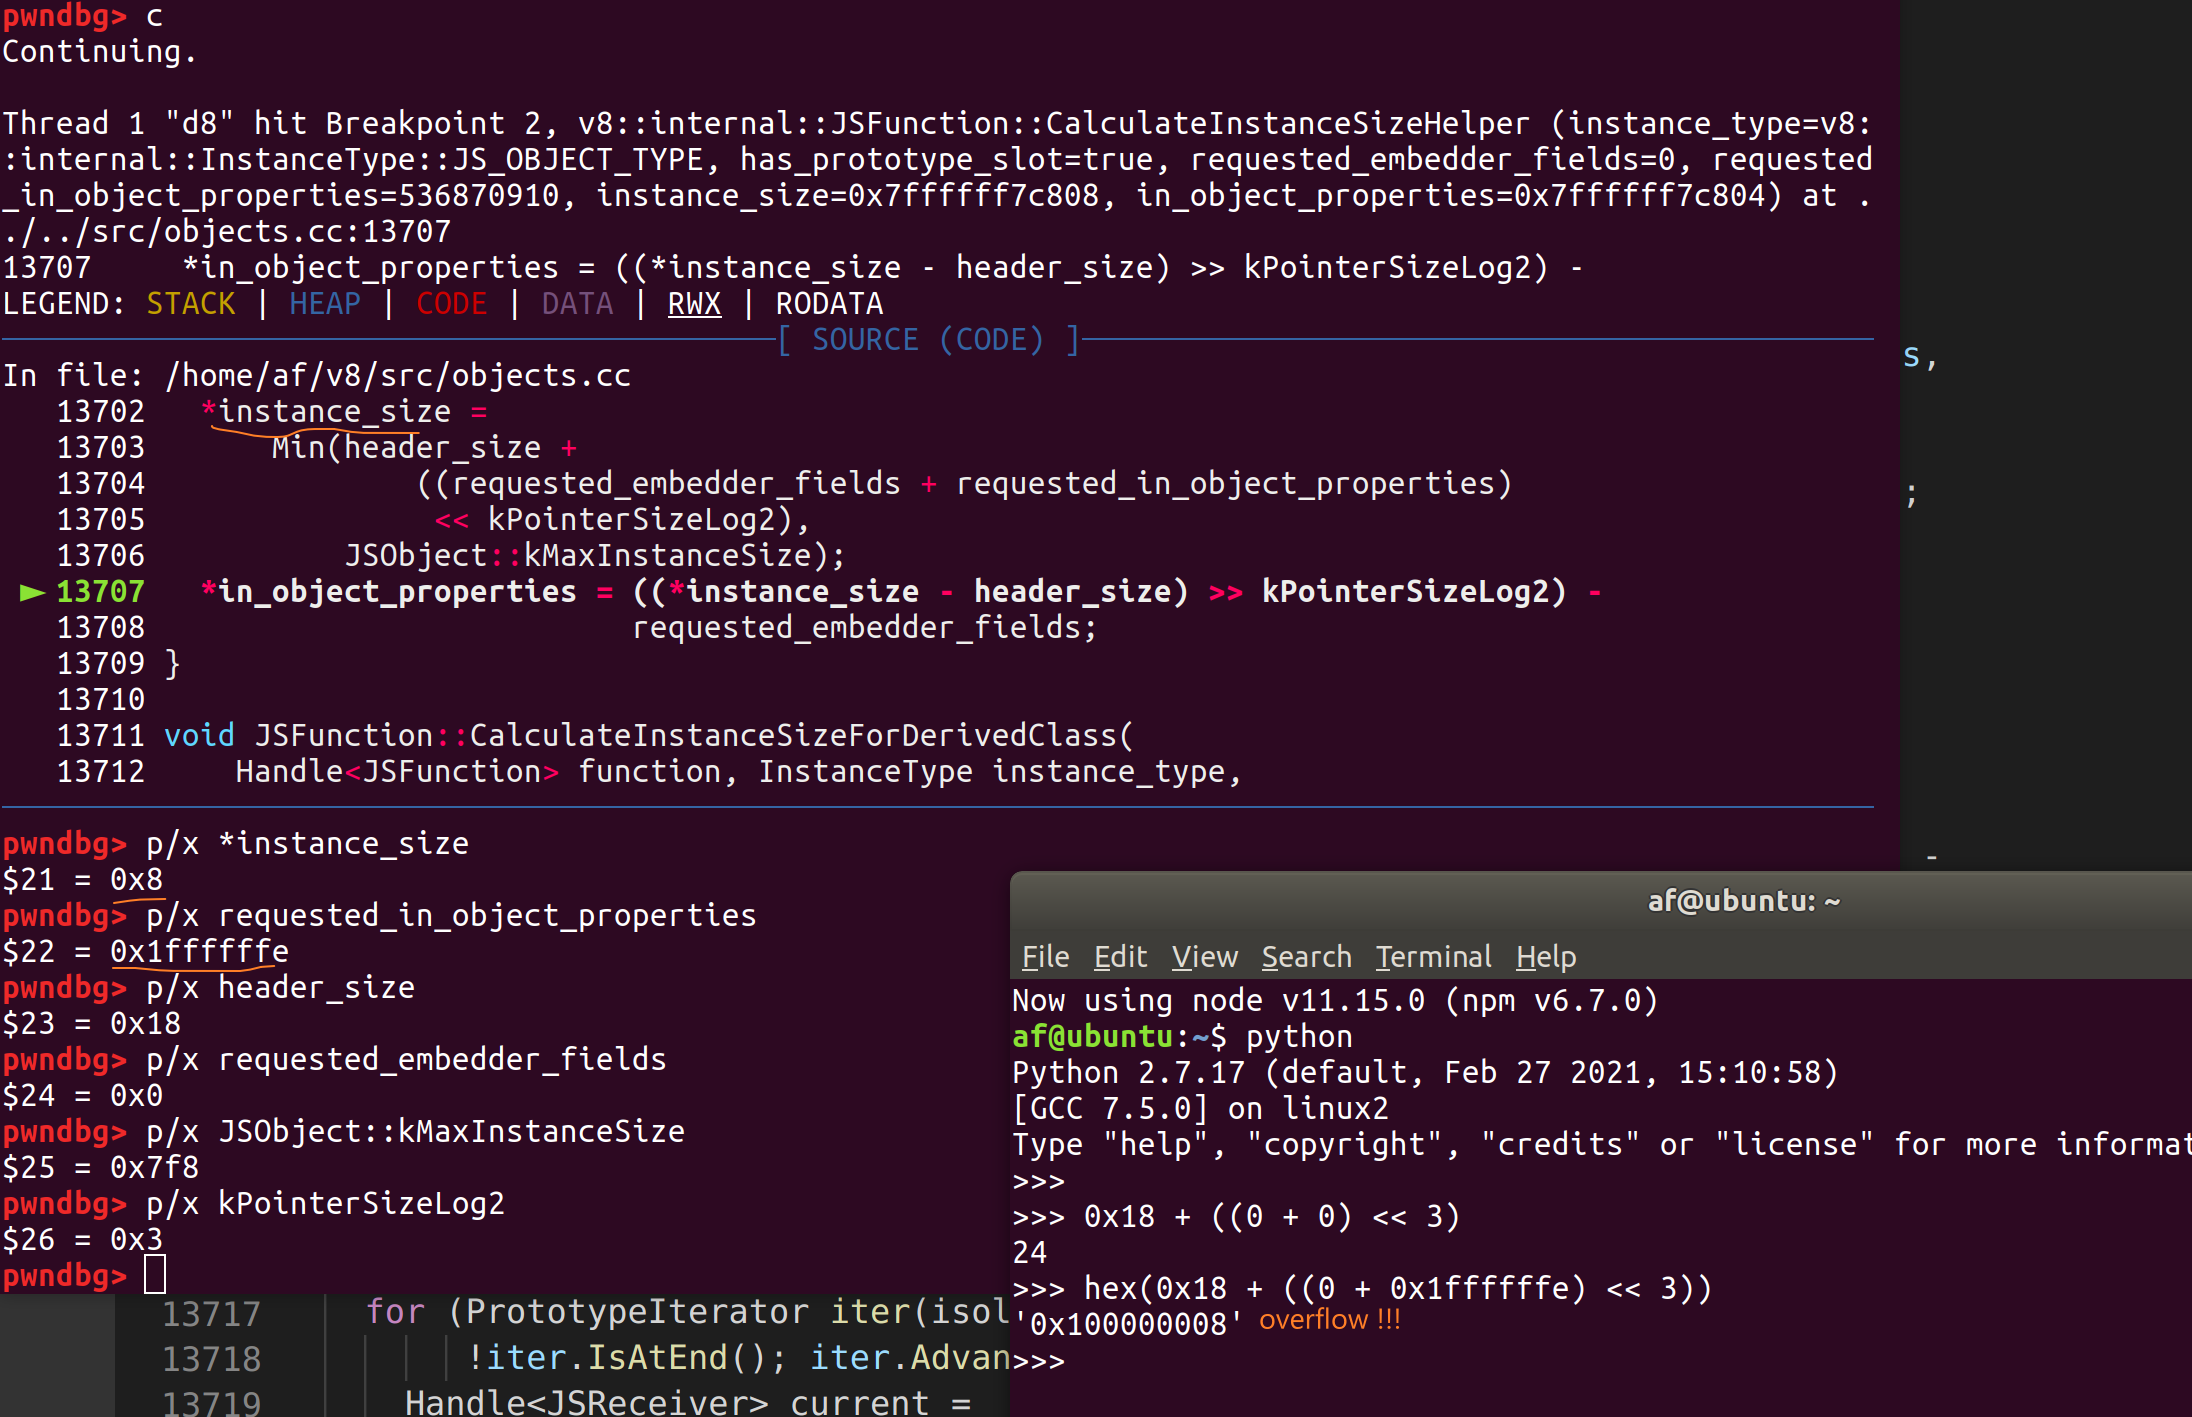 pwndbg> c
Continuing.
Thread 1 "d8" hit Breakpoint 2, v8::internal::JSFunction::CalculateInstanceSizeHelper (instance_type=v8:
:internal::InstanceType::JS_OBJECT_TYPE, has_prototype_slot=true, requested_embedder_fields=0, requested
_in_object_properties=536870910, instance_size=0x7ffffff7c808, in_object_properties=0x7ffffff7c804) at .
./../src/objects.cc:13707
13707     *in_object_properties = ((*instance_size - header_size) >> kPointerSizeLog2) -
LEGEND: STACK | HEAP | CODE | DATA | RWX | RODATA
[ SOURCE (CODE) ]
s,
In file: /home/af/v8/src/objects.cc
13702   *instance_size =
13703       Min(header_size +
13704               ((requested_embedder_fields + requested_in_object_properties)
;
13705                << kPointerSizeLog2),
13706           JSObject::kMaxInstanceSize);
► 13707   *in_object_properties = ((*instance_size - header_size) >> kPointerSizeLog2) -
13708                           requested_embedder_fields;
13709 }
13710
13711 void JSFunction::CalculateInstanceSizeForDerivedClass(
13712     Handle<JSFunction> function, InstanceType instance_type,
-
pwndbg> p/x *instance_size
$21 = 0x8
pwndbg> p/x requested_in_object_properties
$22 = 0x1ffffffe
pwndbg> p/x header_size
$23 = 0x18
pwndbg> p/x requested_embedder_fields
$24 = 0x0
pwndbg> p/x JSObject::kMaxInstanceSize
$25 = 0x7f8
pwndbg> p/x kPointerSizeLog2
$26 = 0x3
pwndbg>
af@ubuntu: ~
File Edit View Search Terminal Help
Now using node v11.15.0 (npm v6.7.0)
af@ubuntu:~$ python
Python 2.7.17 (default, Feb 27 2021, 15:10:58)
[GCC 7.5.0] on linux2
Type "help", "copyright", "credits" or "license" for more informat
>>>
>>> 0x18 + ((0 + 0) << 3)
24
>>> hex(0x18 + ((0 + 0x1ffffffe) << 3))
'0x100000008' overflow !!!
>>>
13717 for (PrototypeIterator iter(isol
13718 !iter.IsAtEnd(); iter.Advan
13719 Handle<JSReceiver> current =